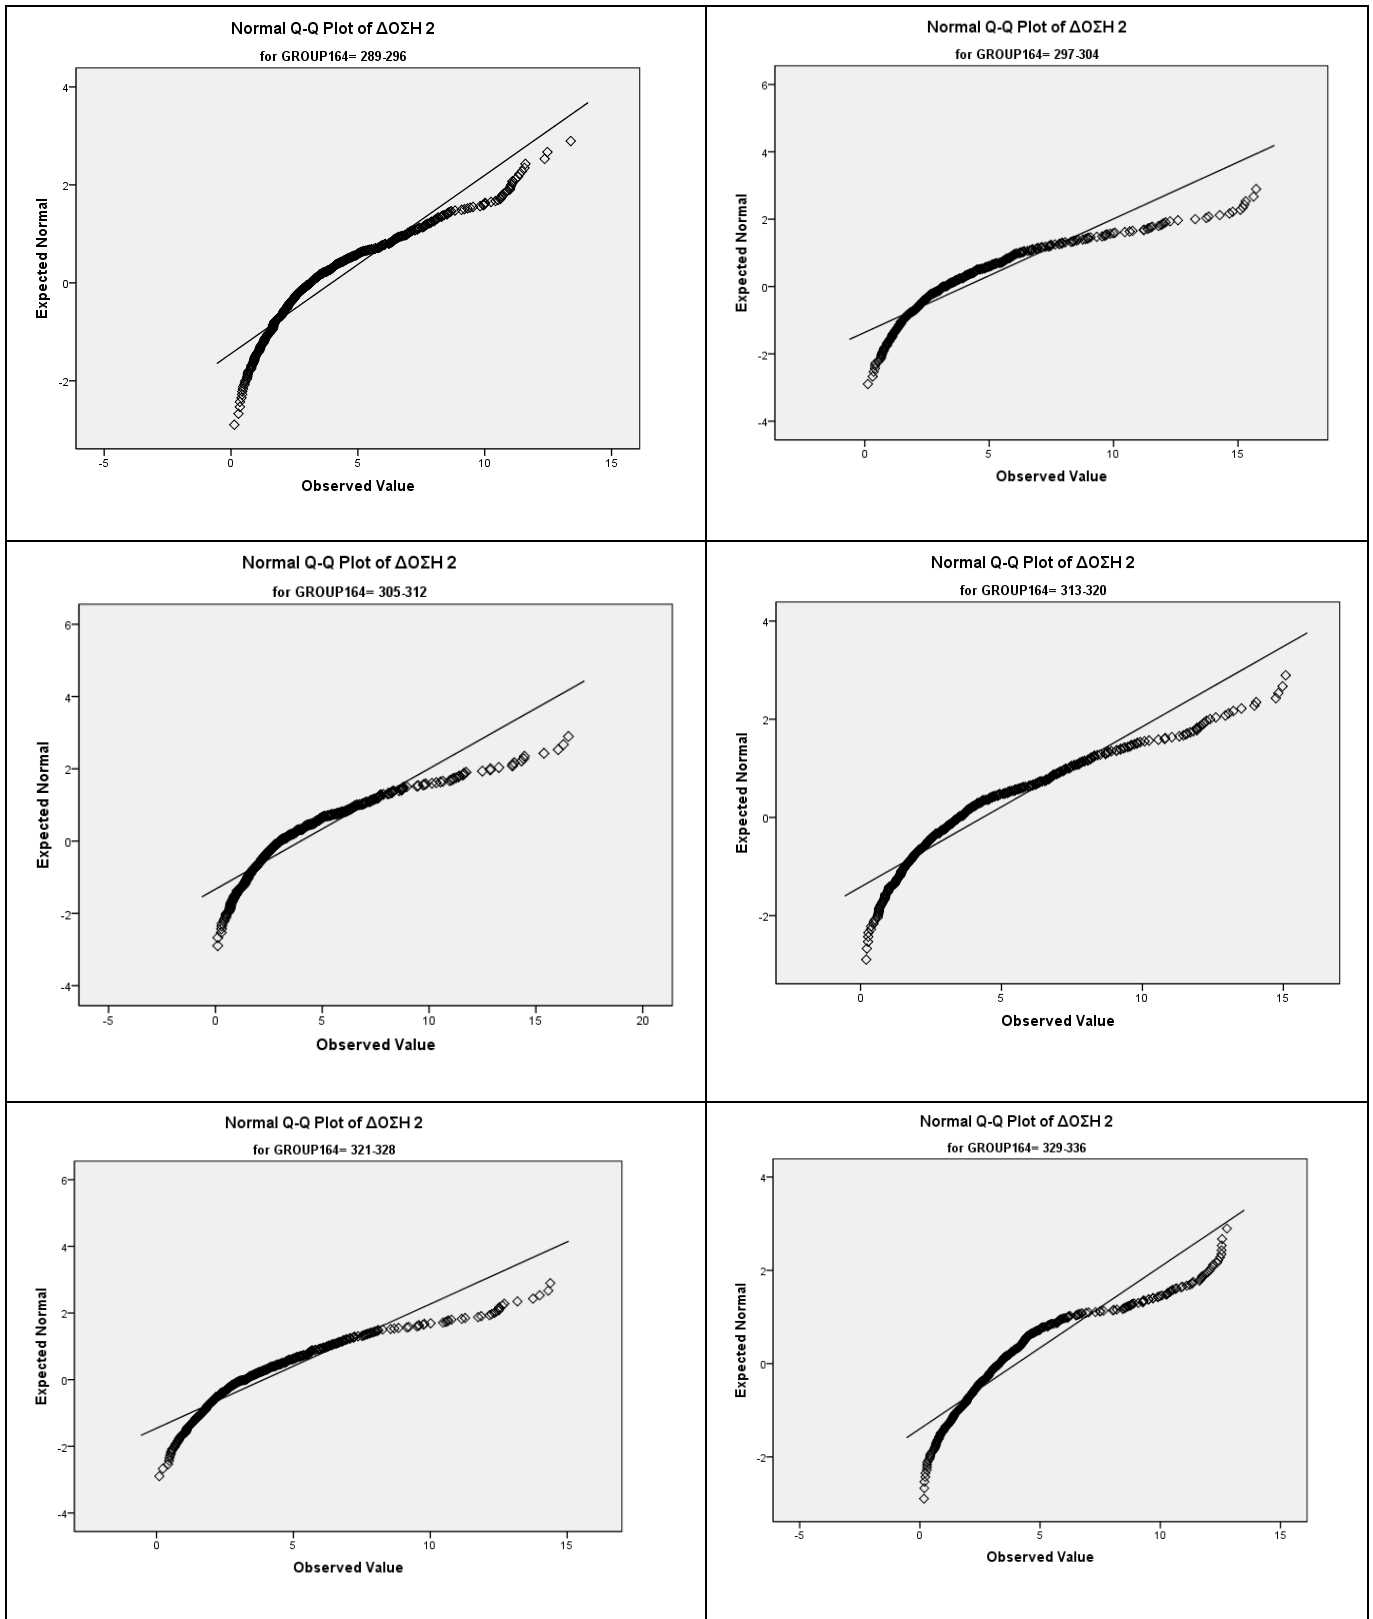 Normal Q-Q Plot of ΔΟΣΗ 2
for GROUP164= 289-296
4
2
0
-2
Expected Normal
-5 0 5 10 15
Observed Value
Normal Q-Q Plot of ΔΟΣΗ 2
for GROUP164= 297-304
6
4
2
0
-2
-4
Expected Normal
0 5 10 15
Observed Value
Normal Q-Q Plot of ΔΟΣΗ 2
for GROUP164= 305-312
6
4
2
0
-2
-4
Expected Normal
-5 0 5 10 15 20
Observed Value
Normal Q-Q Plot of ΔΟΣΗ 2
for GROUP164= 313-320
4
2
0
-2
Expected Normal
0 5 10 15
Observed Value
Normal Q-Q Plot of ΔΟΣΗ 2
for GROUP164= 321-328
6
4
2
0
-2
-4
Expected Normal
0 5 10 15
Observed Value
Normal Q-Q Plot of ΔΟΣΗ 2
for GROUP164= 329-336
4
2
0
-2
Expected Normal
-5 0 5 10 15
Observed Value